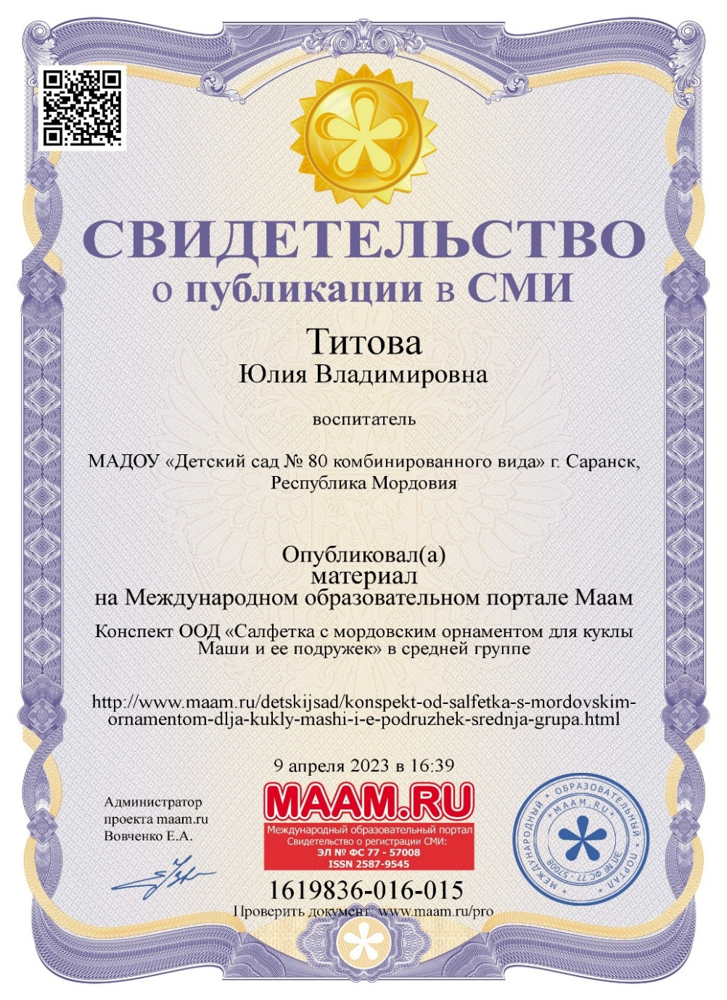 СВИДЕТЕЛЬСТВО
о публикации в СМИ
Титова
Юлия Владимировна
воспитатель
МАДОУ «Детский сад № 80 комбинированного вида» г. Саранск,
Республика Мордовия
Опубликовал(а)
материал
на Международном образовательном портале Маам
Конспект ООД «Салфетка с мордовским орнаментом для куклы
Маши и ее подружек» в средней группе
http://www.maam.ru/detskijsad/konspekt-od-salfetka-s-mordovskim-
ornamentom-dlja-kukly-mashi-i-e-podruzhek-srednja-grupa.html
9 апреля 2023 в 16:39
Администратор
проекта maam.ru
Вовченко Е.А.
MAAM.RU
Международный образовательный портал
Свидетельство о регистрации СМИ:
ЭЛ № ФС 77 - 57008
ISSN 2587-9545
* МЕЖДУНАРОДНЫЙ * ОБРАЗОВАТЕЛЬНЫЙ * ПОРТАЛ *
* МААМ.RU *
ЭЛ № ФС 77 - 57008
1619836-016-015
Проверить документ: www.maam.ru/pro